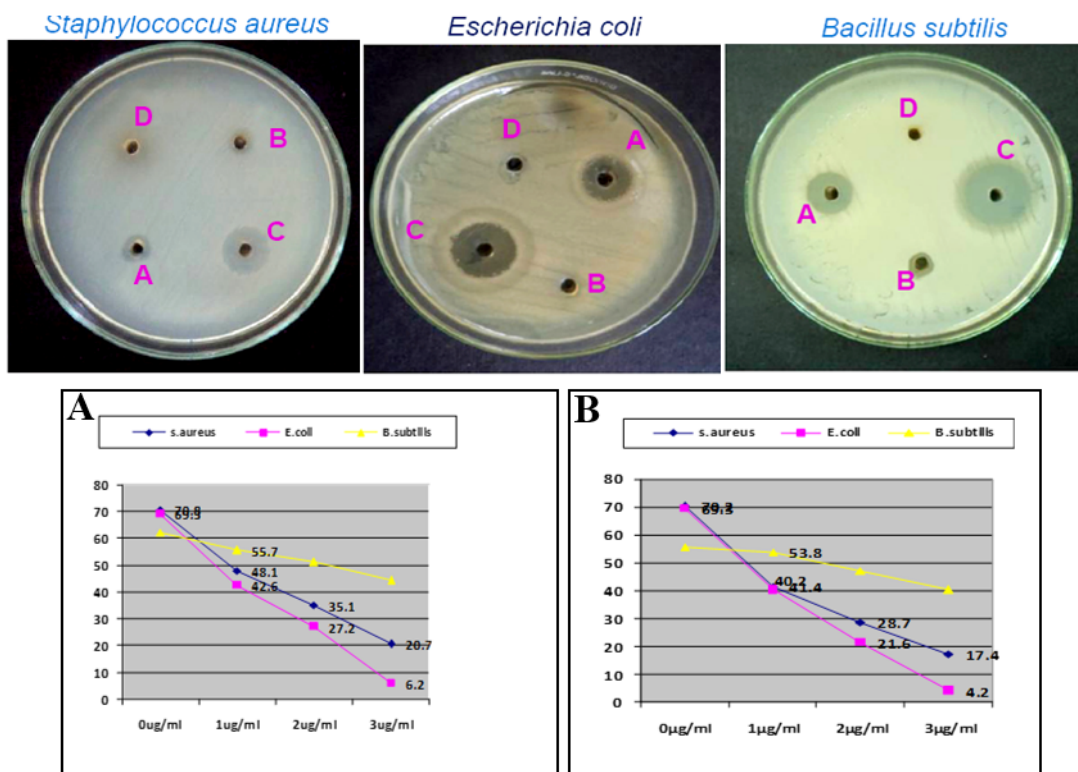 Staphylococcus aureus
Escherichia coli
Bacillus subtilis
D
B
A
C
D
A
C
B
D
C
A
B
A
s.aureus
E.coli
B.subtilis
80
70
60
50
40
30
20
10
0
69.3
55.7
48.1
42.6
35.1
27.2
20.7
6.2
0ug/ml
1ug/ml
2ug/ml
3ug/ml
B
s.aureus
E.coli
B.subtilis
80
70
60
50
40
30
20
10
0
53.8
40.2
41.4
28.7
21.6
17.4
4.2
0µg/ml
1µg/ml
2µg/ml
3µg/ml